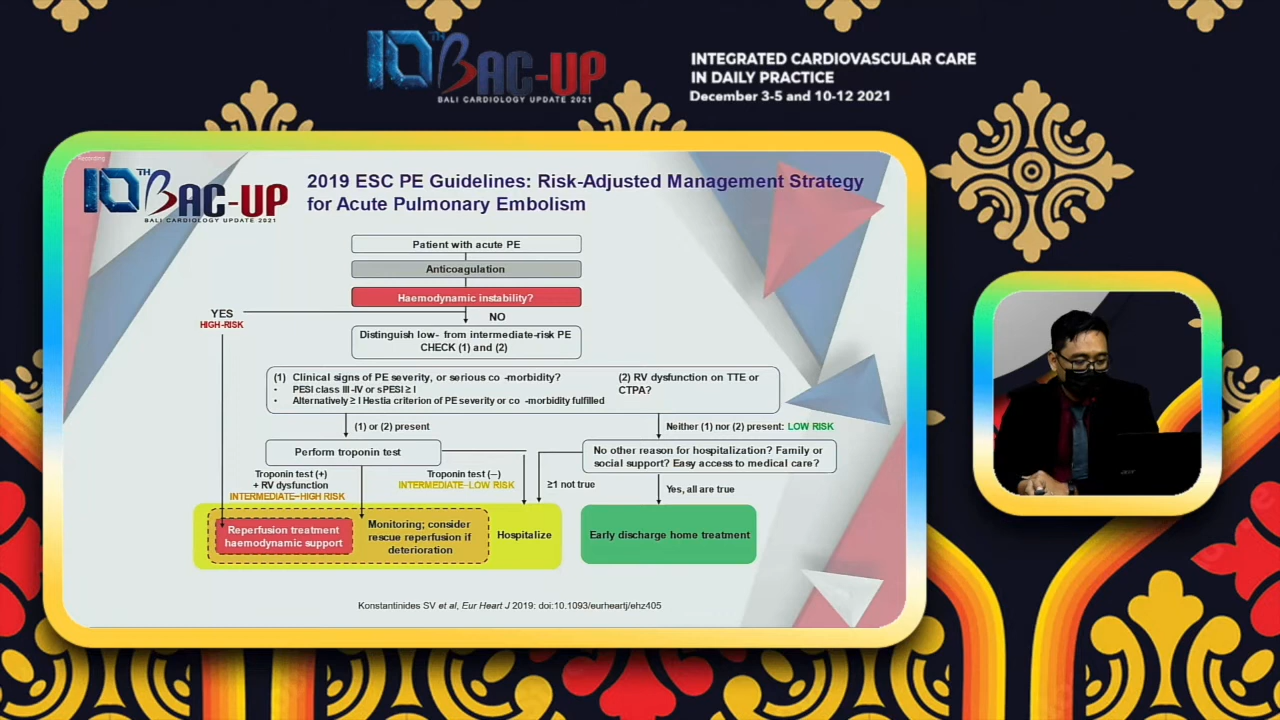 10TH BAC-UP
BALI CARDIOLOGY UPDATE 2021
INTEGRATED CARDIOVASCULAR CARE
IN DAILY PRACTICE
December 3-5 and 10-12 2021
Recording
10TH BAC-UP
BALI CARDIOLOGY UPDATE 2021
2019 ESC PE Guidelines: Risk-Adjusted Management Strategy
for Acute Pulmonary Embolism
Patient with acute PE
Anticoagulation
Haemodynamic instability?
YES
HIGH-RISK
NO
Distinguish low- from intermediate-risk PE
CHECK (1) and (2)
(1) Clinical signs of PE severity, or serious co -morbidity?
• PESI class III -IV or sPESI ≥ I
• Alternatively ≥ I Hestia criterion of PE severity or co -morbidity fulfilled
(2) RV dysfunction on TTE or
CTPA?
(1) or (2) present
Neither (1) nor (2) present: LOW RISK
Perform troponin test
No other reason for hospitalization? Family or
social support? Easy access to medical care?
Troponin test (+)
+ RV dysfunction
INTERMEDIATE–HIGH RISK
Troponin test (–)
INTERMEDIATE–LOW RISK
≥1 not true
Yes, all are true
Reperfusion treatment
haemodynamic support
Monitoring; consider
rescue reperfusion if
deterioration
Hospitalize
Early discharge home treatment
Konstantinides SV et al, Eur Heart J 2019: doi:10.1093/eurheartj/ehz405